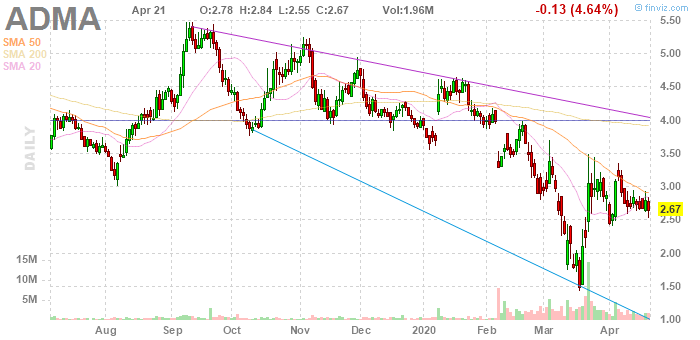 ADMA
Apr 21 O:2.78 H:2.84 L:2.55 C:2.67 Vol:1.96M -0.13 (4.64%)
© finviz.com
SMA 50
SMA 200
SMA 20
DAILY
5.50
5.00
4.50
4.00
3.50
3.00
2.67
2.50
2.00
1.50
1.00
15M
10M
5M
Aug Sep Oct Nov Dec 2020 Feb Mar Apr